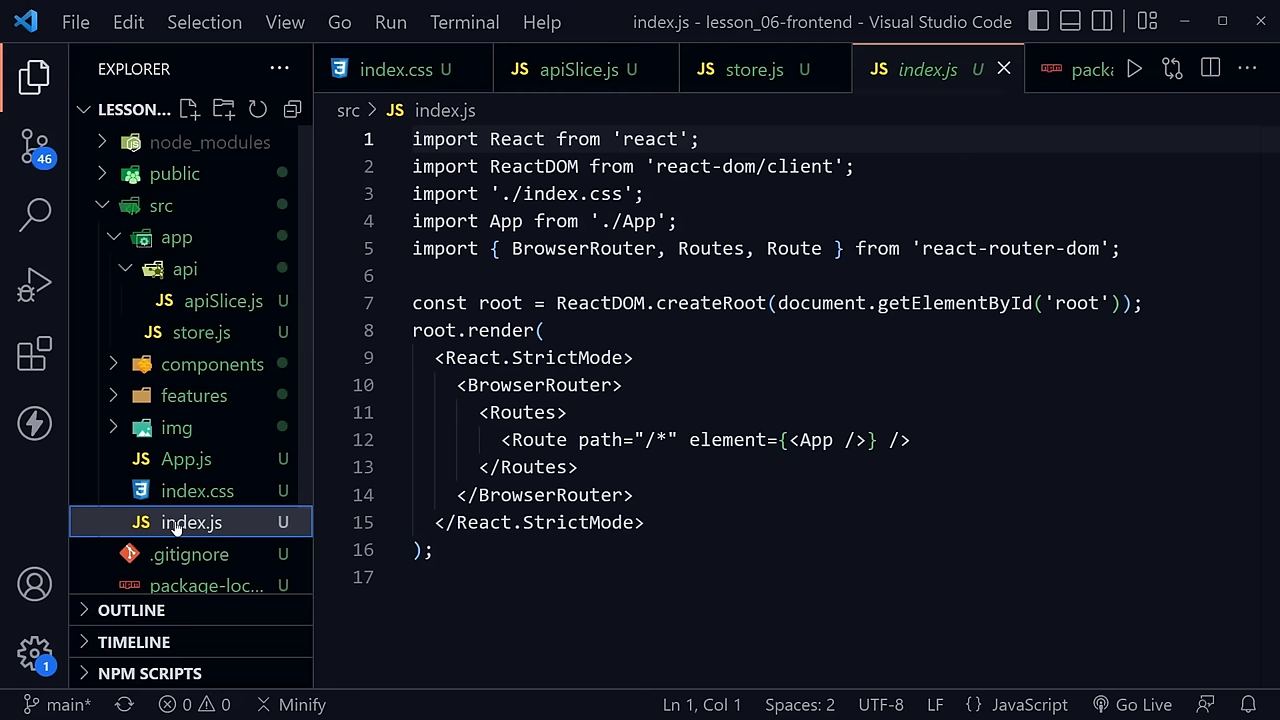 File Edit Selection View Go Run Terminal Help index.js - lesson_06-frontend - Visual Studio Code
EXPLORER
LESSON...
node_modules
public
src
app
api
apiSlice.js U
store.js U
components
features
img
App.js U
index.css U
index.js U
.gitignore U
package-loc... U
OUTLINE
TIMELINE
NPM SCRIPTS
46
1
index.css U JS apiSlice.js U JS store.js U JS index.js U packa
src > JS index.js
1 import React from 'react';
2 import ReactDOM from 'react-dom/client';
3 import './index.css';
4 import App from './App';
5 import { BrowserRouter, Routes, Route } from 'react-router-dom';
6
7 const root = ReactDOM.createRoot(document.getElementById('root'));
8 root.render(
9 <React.StrictMode>
10 <BrowserRouter>
11 <Routes>
12 <Route path="/*" element={<App />} />
13 </Routes>
14 </BrowserRouter>
15 </React.StrictMode>
16 );
17
main* 0 0 Minify Ln 1, Col 1 Spaces: 2 UTF-8 LF {} JavaScript Go Live